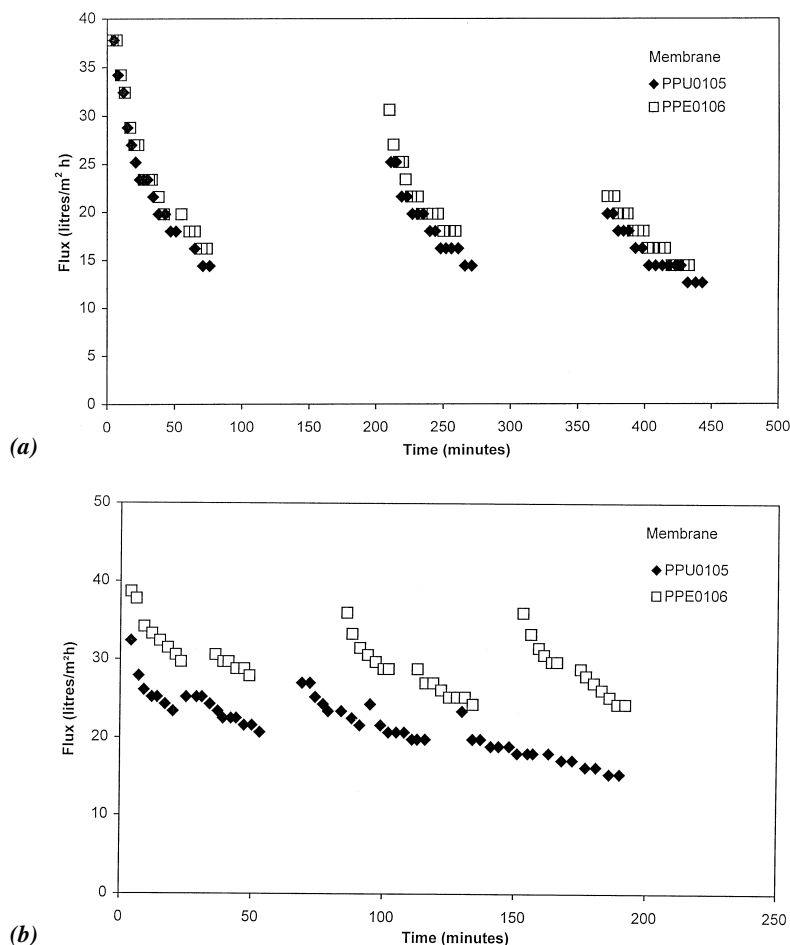 40
35
30
25
20
15
10
5
0
Flux (litres/m² h)
Membrane
PPU0105
PPE0106
0 50 100 150 200 250 300 350 400 450 500
Time (minutes)
(a)
50
40
30
20
10
0
Flux (litres/m²h)
Membrane
PPU0105
PPE0106
0 50 100 150 200 250
Time (minutes)
(b)